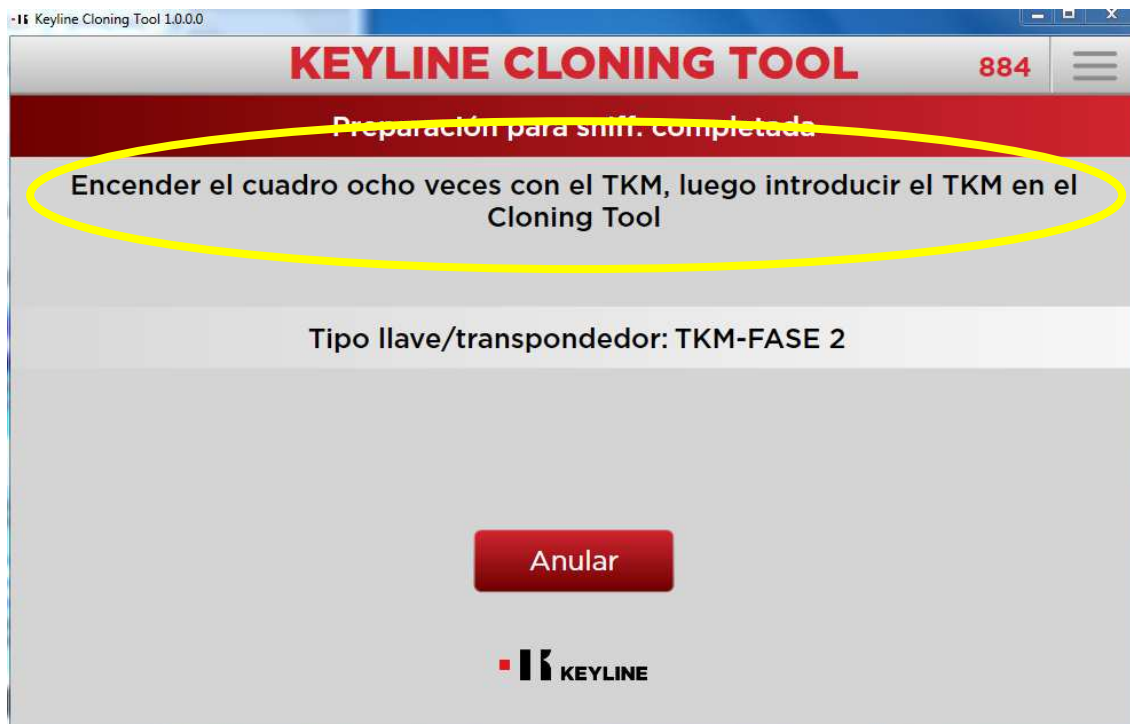 Keyline Cloning Tool 1.0.0.0
KEYLINE CLONING TOOL
884
Preparación para sniff. completada
Encender el cuadro ocho veces con el TKM, luego introducir el TKM en el
Cloning Tool
Tipo llave/transpondedor: TKM-FASE 2
Anular
KEYLINE